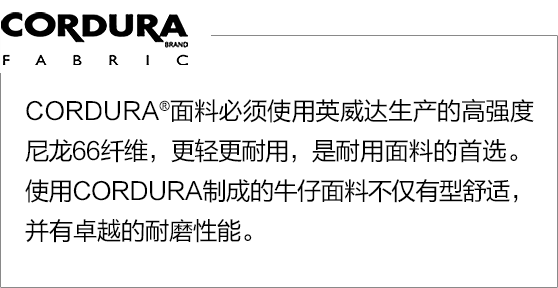 CORDURA
BRAND
FABRIC
CORDURA®面料必须使用英威达生产的高强度
尼龙66纤维，更轻更耐用，是耐用面料的首选。
使用CORDURA制成的牛仔面料不仅有型舒适，
并有卓越的耐磨性能。